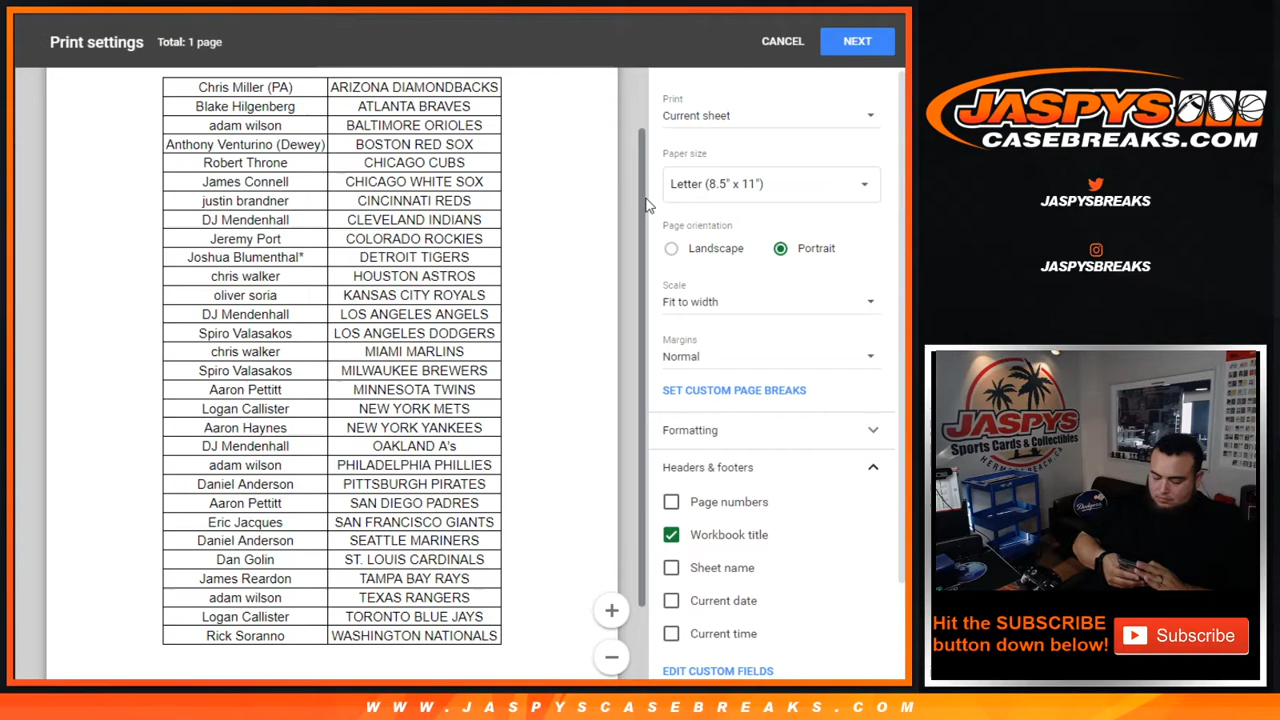 Print settings Total: 1 page CANCEL NEXT
Chris Miller (PA) ARIZONA DIAMONDBACKS
Blake Hilgenberg ATLANTA BRAVES
adam wilson BALTIMORE ORIOLES
Anthony Venturino (Dewey) BOSTON RED SOX
Robert Throne CHICAGO CUBS
James Connell CHICAGO WHITE SOX
justin brandner CINCINNATI REDS
DJ Mendenhall CLEVELAND INDIANS
Jeremy Port COLORADO ROCKIES
Joshua Blumenthal* DETROIT TIGERS
chris walker HOUSTON ASTROS
oliver soria KANSAS CITY ROYALS
DJ Mendenhall LOS ANGELES ANGELS
Spiro Valasakos LOS ANGELES DODGERS
chris walker MIAMI MARLINS
Spiro Valasakos MILWAUKEE BREWERS
Aaron Pettitt MINNESOTA TWINS
Logan Callister NEW YORK METS
Aaron Haynes NEW YORK YANKEES
DJ Mendenhall OAKLAND A's
adam wilson PHILADELPHIA PHILLIES
Daniel Anderson PITTSBURGH PIRATES
Aaron Pettitt SAN DIEGO PADRES
Eric Jacques SAN FRANCISCO GIANTS
Daniel Anderson SEATTLE MARINERS
Dan Golin ST. LOUIS CARDINALS
James Reardon TAMPA BAY RAYS
adam wilson TEXAS RANGERS
Logan Callister TORONTO BLUE JAYS
Rick Soranno WASHINGTON NATIONALS
Print
Current sheet
Paper size
Letter (8.5" x 11")
Page orientation
Landscape Portrait
Scale
Fit to width
Margins
Normal
SET CUSTOM PAGE BREAKS
Formatting
Headers & footers
Page numbers
Workbook title
Sheet name
Current date
Current time
EDIT CUSTOM FIELDS
JASPYS
CASEBREAKS.COM
JASPYSBREAKS
JASPYSBREAKS
JASPYS
Sports Cards & Collectibles
Dodgers
Hit the SUBSCRIBE
button down below!
Subscribe
WWW.JASPYSCASEBREAKS.COM